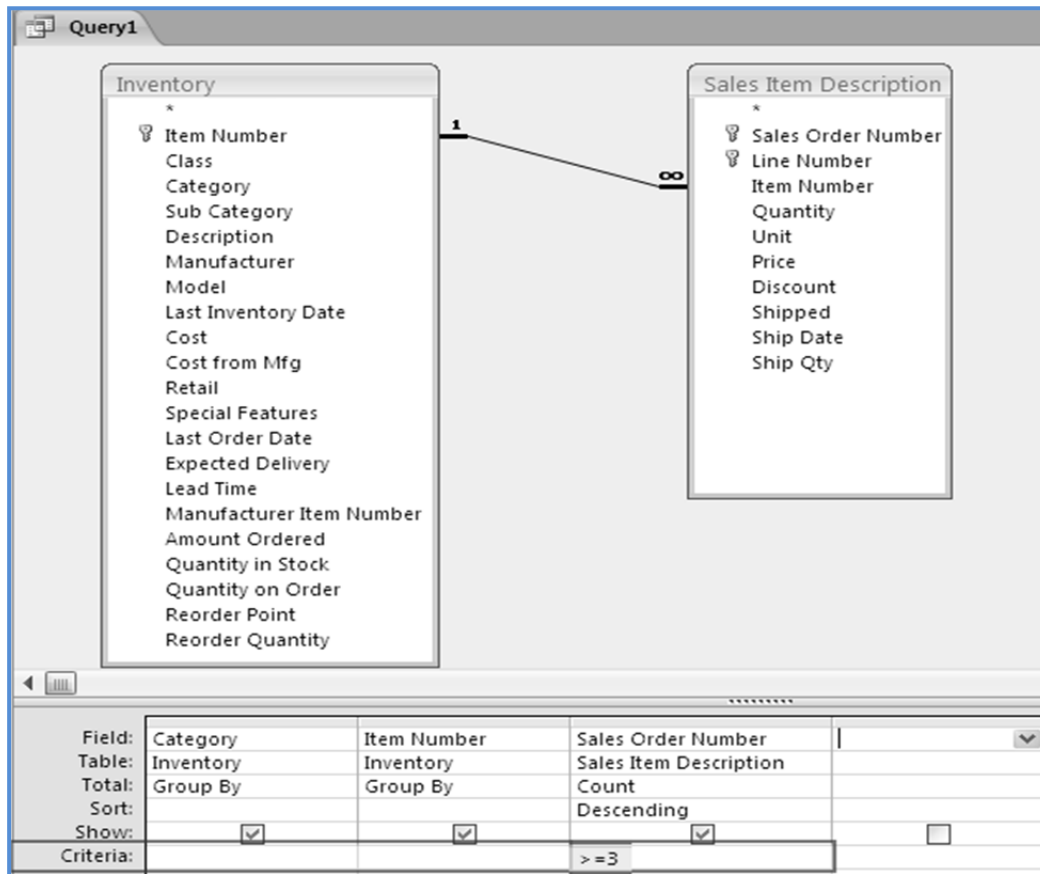 Query1
Inventory
*
Item Number
Class
Category
Sub Category
Description
Manufacturer
Model
Last Inventory Date
Cost
Cost from Mfg
Retail
Special Features
Last Order Date
Expected Delivery
Lead Time
Manufacturer Item Number
Amount Ordered
Quantity in Stock
Quantity on Order
Reorder Point
Reorder Quantity
1
∞
Sales Item Description
*
Sales Order Number
Line Number
Item Number
Quantity
Unit
Price
Discount
Shipped
Ship Date
Ship Qty
Field: Category Item Number Sales Order Number
Table: Inventory Inventory Sales Item Description
Total: Group By Group By Count
Sort: Descending
Show:
Criteria: >=3